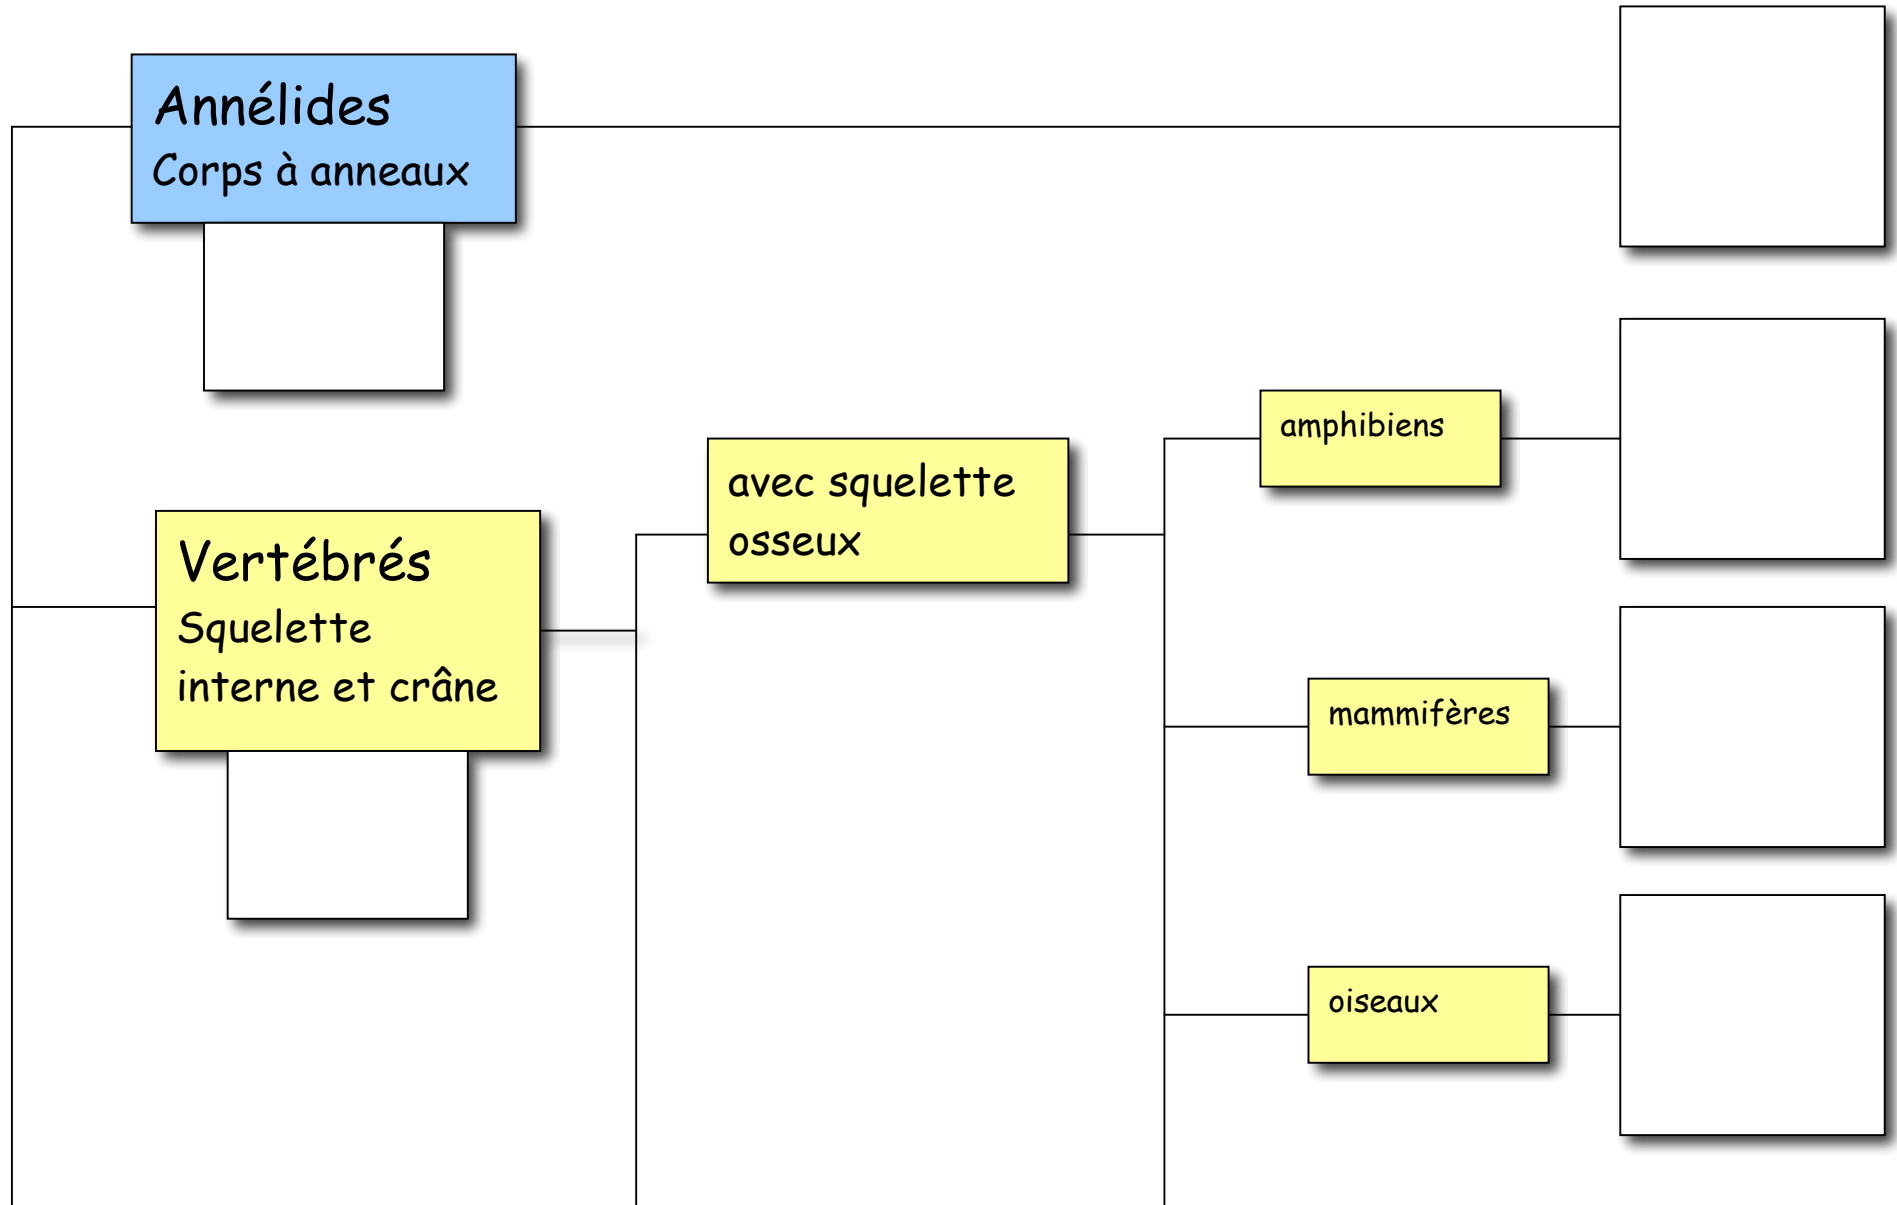 Annélides
Corps à anneaux
Vertébrés
Squelette
interne et crâne
avec squelette
osseux
amphibiens
mammifères
oiseaux